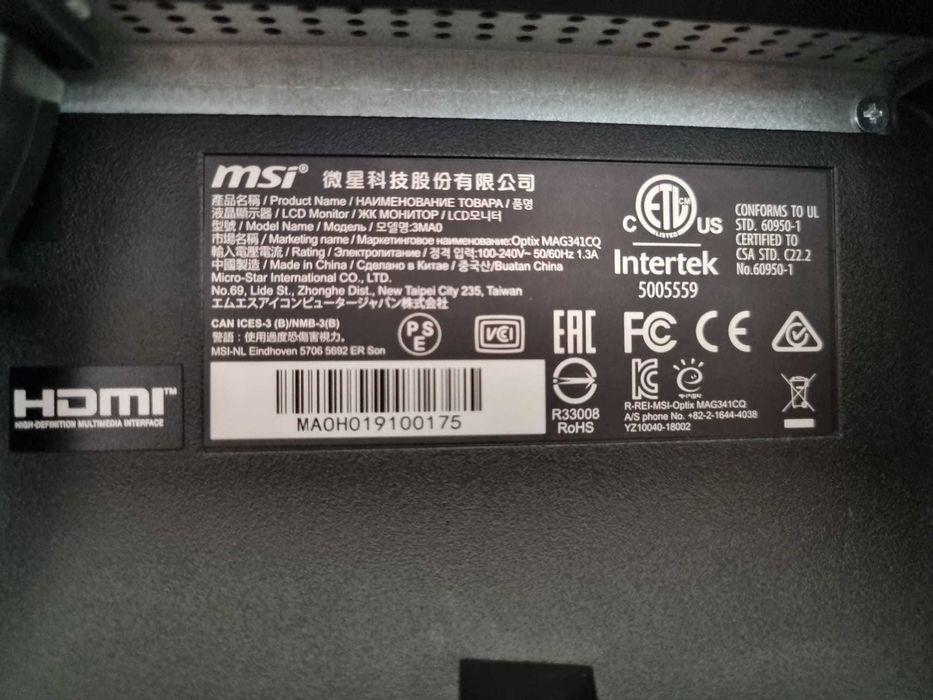 msi® 微星科技股份有限公司
產品名稱 / Product Name / НАИМЕНОВАНИЕ ТОВАРА / 품명
液晶顯示器 / LCD Monitor / ЖК МОНИТОР / LCD모니터
型號 / Model Name / Модель / 모델명:3MA0
市場名稱 / Marketing name / Маркетинговое наименование:Optix MAG341CQ
輸入電壓電流 / Rating / Электропитание / 정격 입력:100-240V~ 50/60Hz 1.3A
中國製造 / Made in China / Сделано в Китае / 중국산/Buatan China
Micro-Star International CO., LTD.
No.69, Lide St., Zhonghe Dist., New Taipei City 235, Taiwan
エムエスアイコンピュータージャパン株式会社
CAN ICES-3 (B)/NMB-3(B)
警語：使用過度恐傷害視力。
MSI-NL Eindhoven 5706 5692 ER Son
PS
E
VCI
MA0H019100175
C ETL CM US
LISTED
Intertek
5005559
CONFORMS TO UL
STD. 60950-1
CERTIFIED TO
CSA STD. C22.2
No.60950-1
EAC
FC CE
R33008
RoHS
R-REI-MSI-Optix MAG341CQ
A/S phone No. +82-2-1644-4038
YZ10040-18002
HDMI™
HIGH-DEFINITION MULTIMEDIA INTERFACE